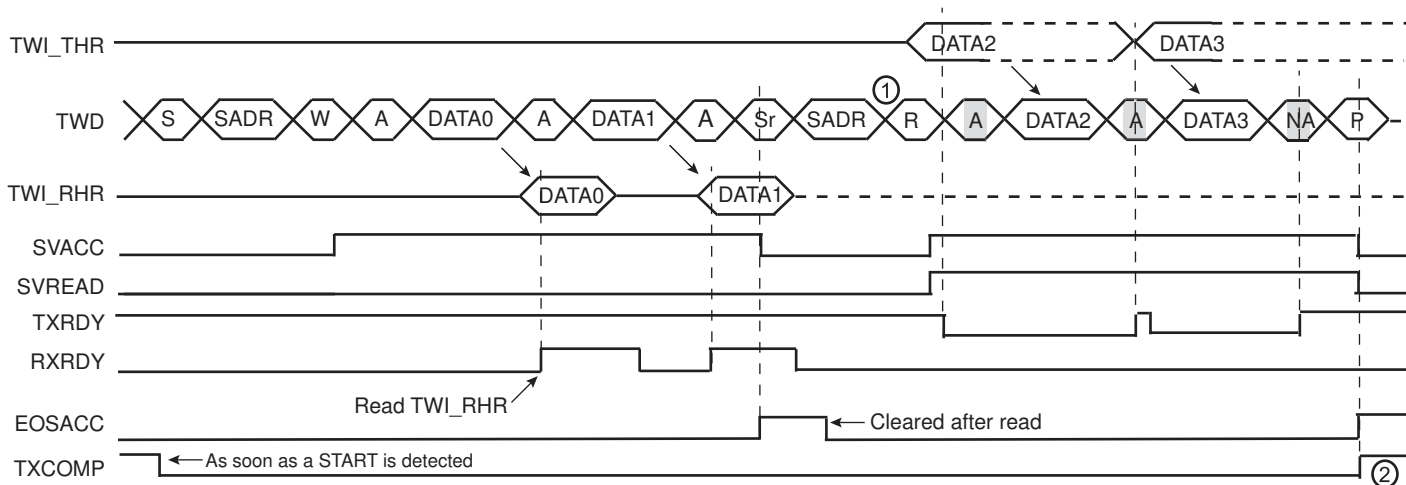 TWI_THR DATA2 DATA3
①
TWD S SADR W A DATA0 A DATA1 A Sr SADR R A DATA2 A DATA3 NA P
TWI_RHR DATA0 DATA1
SVACC
SVREAD
TXRDY
RXRDY
Read TWI_RHR
EOSACC Cleared after read
TXCOMP As soon as a START is detected ②